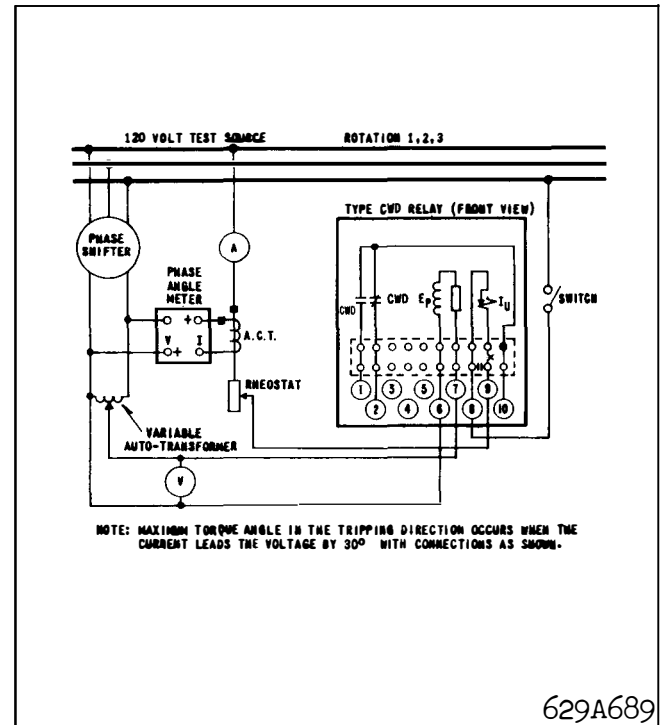 120 VOLT TEST SOURCE
ROTATION 1,2,3
TYPE CWD RELAY (FRONT VIEW)
PHASE
SHIFTER
A
PHASE
ANGLE
METER
+
V
I
+
A.C.T.
RHEOSTAT
VARIABLE
AUTO-TRANSFORMER
V
CWD
CWD
EP
IU
SWITCH
1
3
5
7
9
2
4
6
8
10
NOTE: MAXIMUM TORQUE ANGLE IN THE TRIPPING DIRECTION OCCURS WHEN THE
CURRENT LEADS THE VOLTAGE BY 30° WITH CONNECTIONS AS SHOWN.
629A689